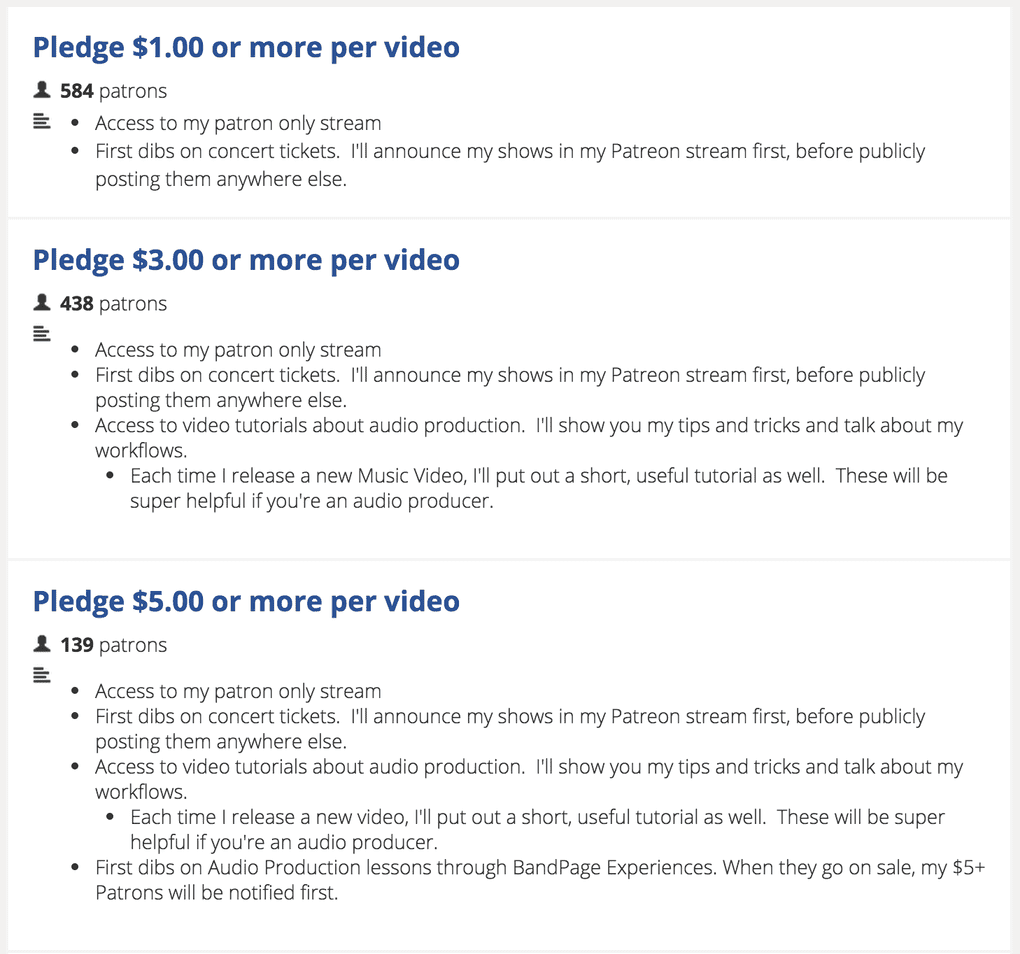 Pledge $1.00 or more per video
584 patrons
Access to my patron only stream
First dibs on concert tickets.  I'll announce my shows in my Patreon stream first, before publicly
posting them anywhere else.
Pledge $3.00 or more per video
438 patrons
Access to my patron only stream
First dibs on concert tickets.  I'll announce my shows in my Patreon stream first, before publicly
posting them anywhere else.
Access to video tutorials about audio production.  I'll show you my tips and tricks and talk about my
workflows.
Each time I release a new Music Video, I'll put out a short, useful tutorial as well.  These will be
super helpful if you're an audio producer.
Pledge $5.00 or more per video
139 patrons
Access to my patron only stream
First dibs on concert tickets.  I'll announce my shows in my Patreon stream first, before publicly
posting them anywhere else.
Access to video tutorials about audio production.  I'll show you my tips and tricks and talk about my
workflows.
Each time I release a new video, I'll put out a short, useful tutorial as well.  These will be super
helpful if you're an audio producer.
First dibs on Audio Production lessons through BandPage Experiences. When they go on sale, my $5+
Patrons will be notified first.